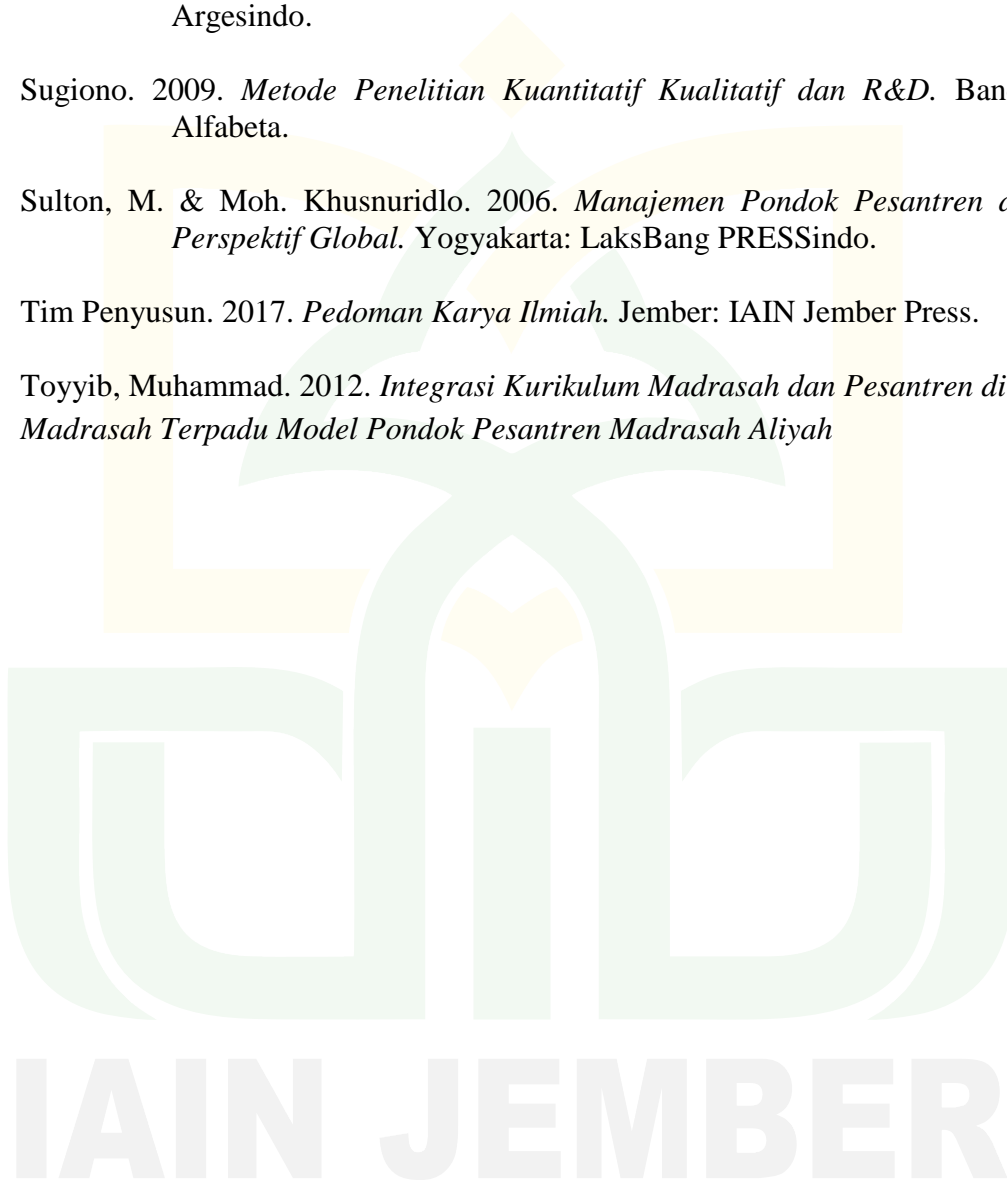 Argesindo.
Sugiono. 2009. Metode Penelitian Kuantitatif Kualitatif dan R&D. Ban
Alfabeta.
Sulton, M. & Moh. Khusnuridlo. 2006. Manajemen Pondok Pesantren d
Perspektif Global. Yogyakarta: LaksBang PRESSindo.
Tim Penyusun. 2017. Pedoman Karya Ilmiah. Jember: IAIN Jember Press.
Toyyib, Muhammad. 2012. Integrasi Kurikulum Madrasah dan Pesantren di
Madrasah Terpadu Model Pondok Pesantren Madrasah Aliyah
IAIN JEMBER